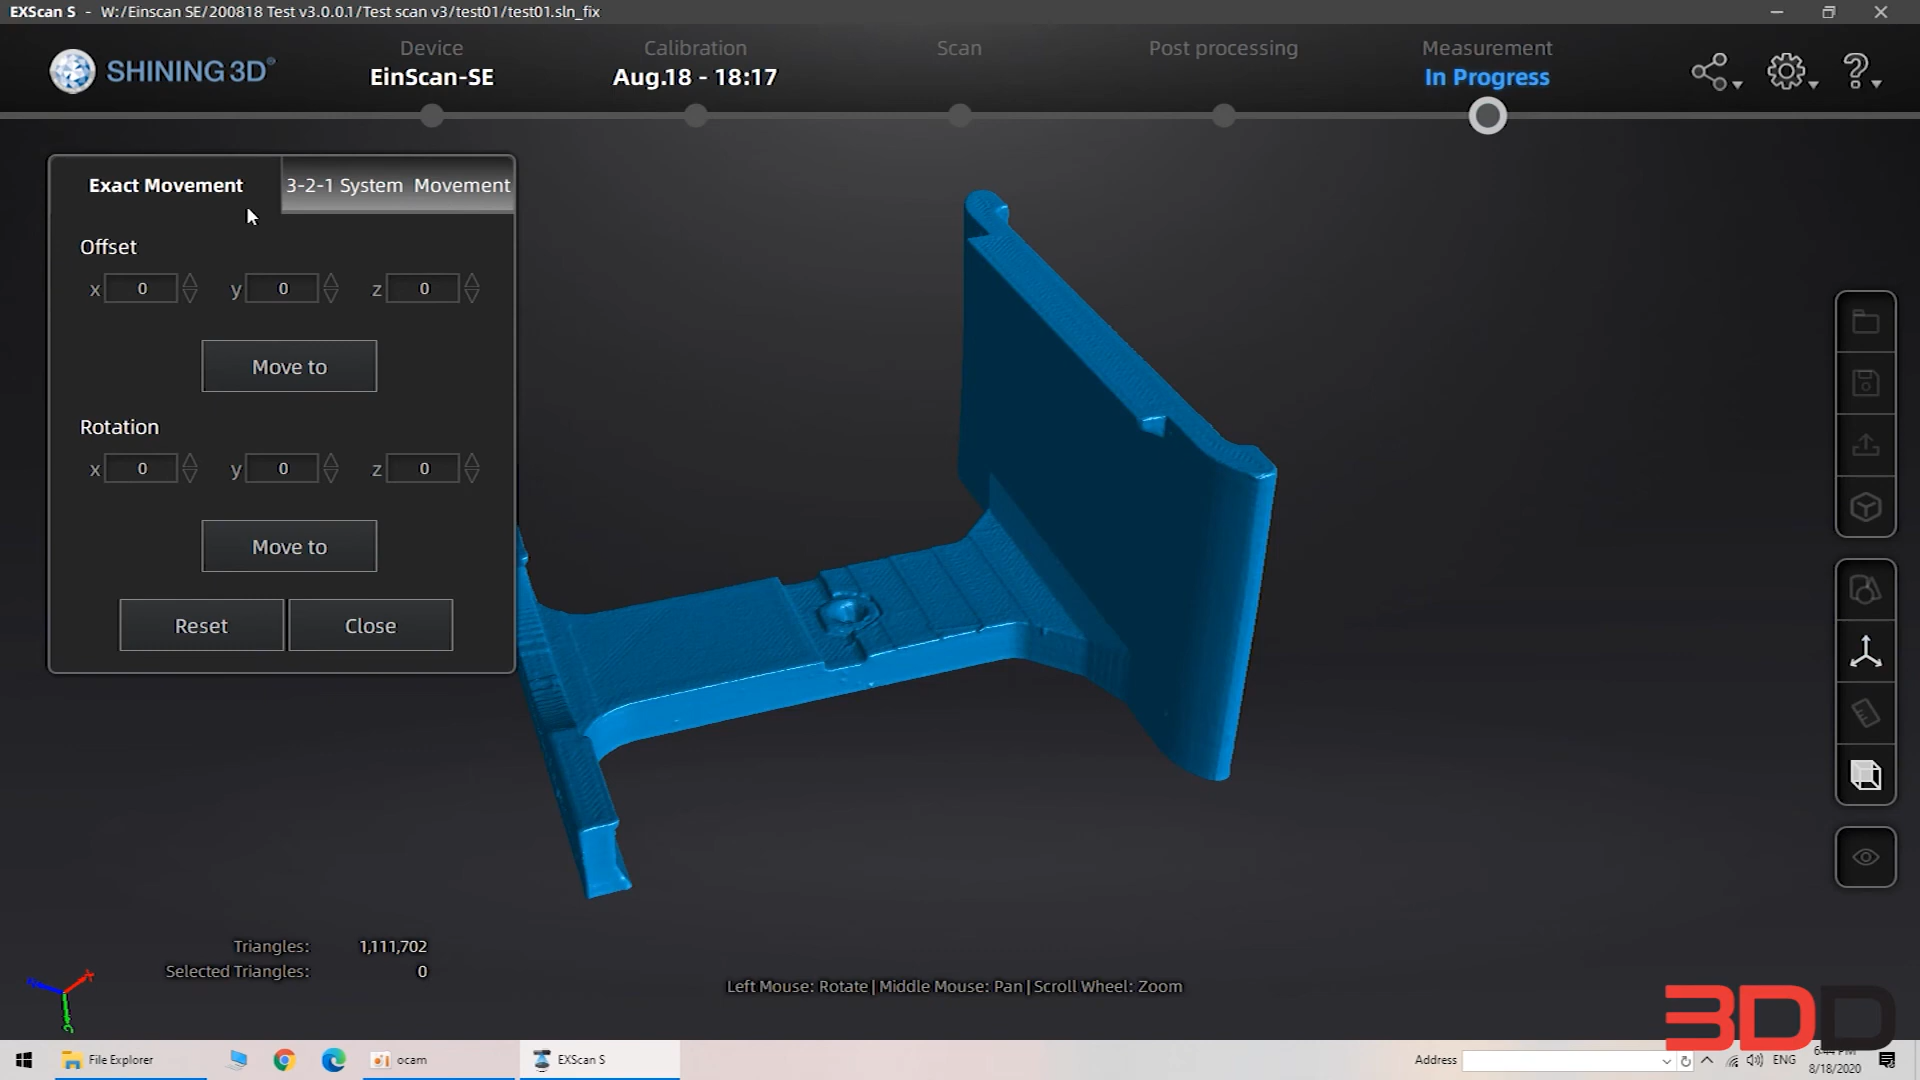 EXScan S - W:/Einscan SE/200818 Test v3.0.0.1/Test scan v3/test01/test01.sln_fix
SHINING 3D®
Device
EinScan-SE
Calibration
Aug.18 - 18:17
Scan
Post processing
Measurement
In Progress
Exact Movement
3-2-1 System Movement
Offset
x 0 y 0 z 0
Move to
Rotation
x 0 y 0 z 0
Move to
Reset Close
Triangles: 1,111,702
Selected Triangles: 0
Left Mouse: Rotate | Middle Mouse: Pan | Scroll Wheel: Zoom
3DD
File Explorer
ocam
EXScan S
Address
ENG
6:44 PM
8/18/2020